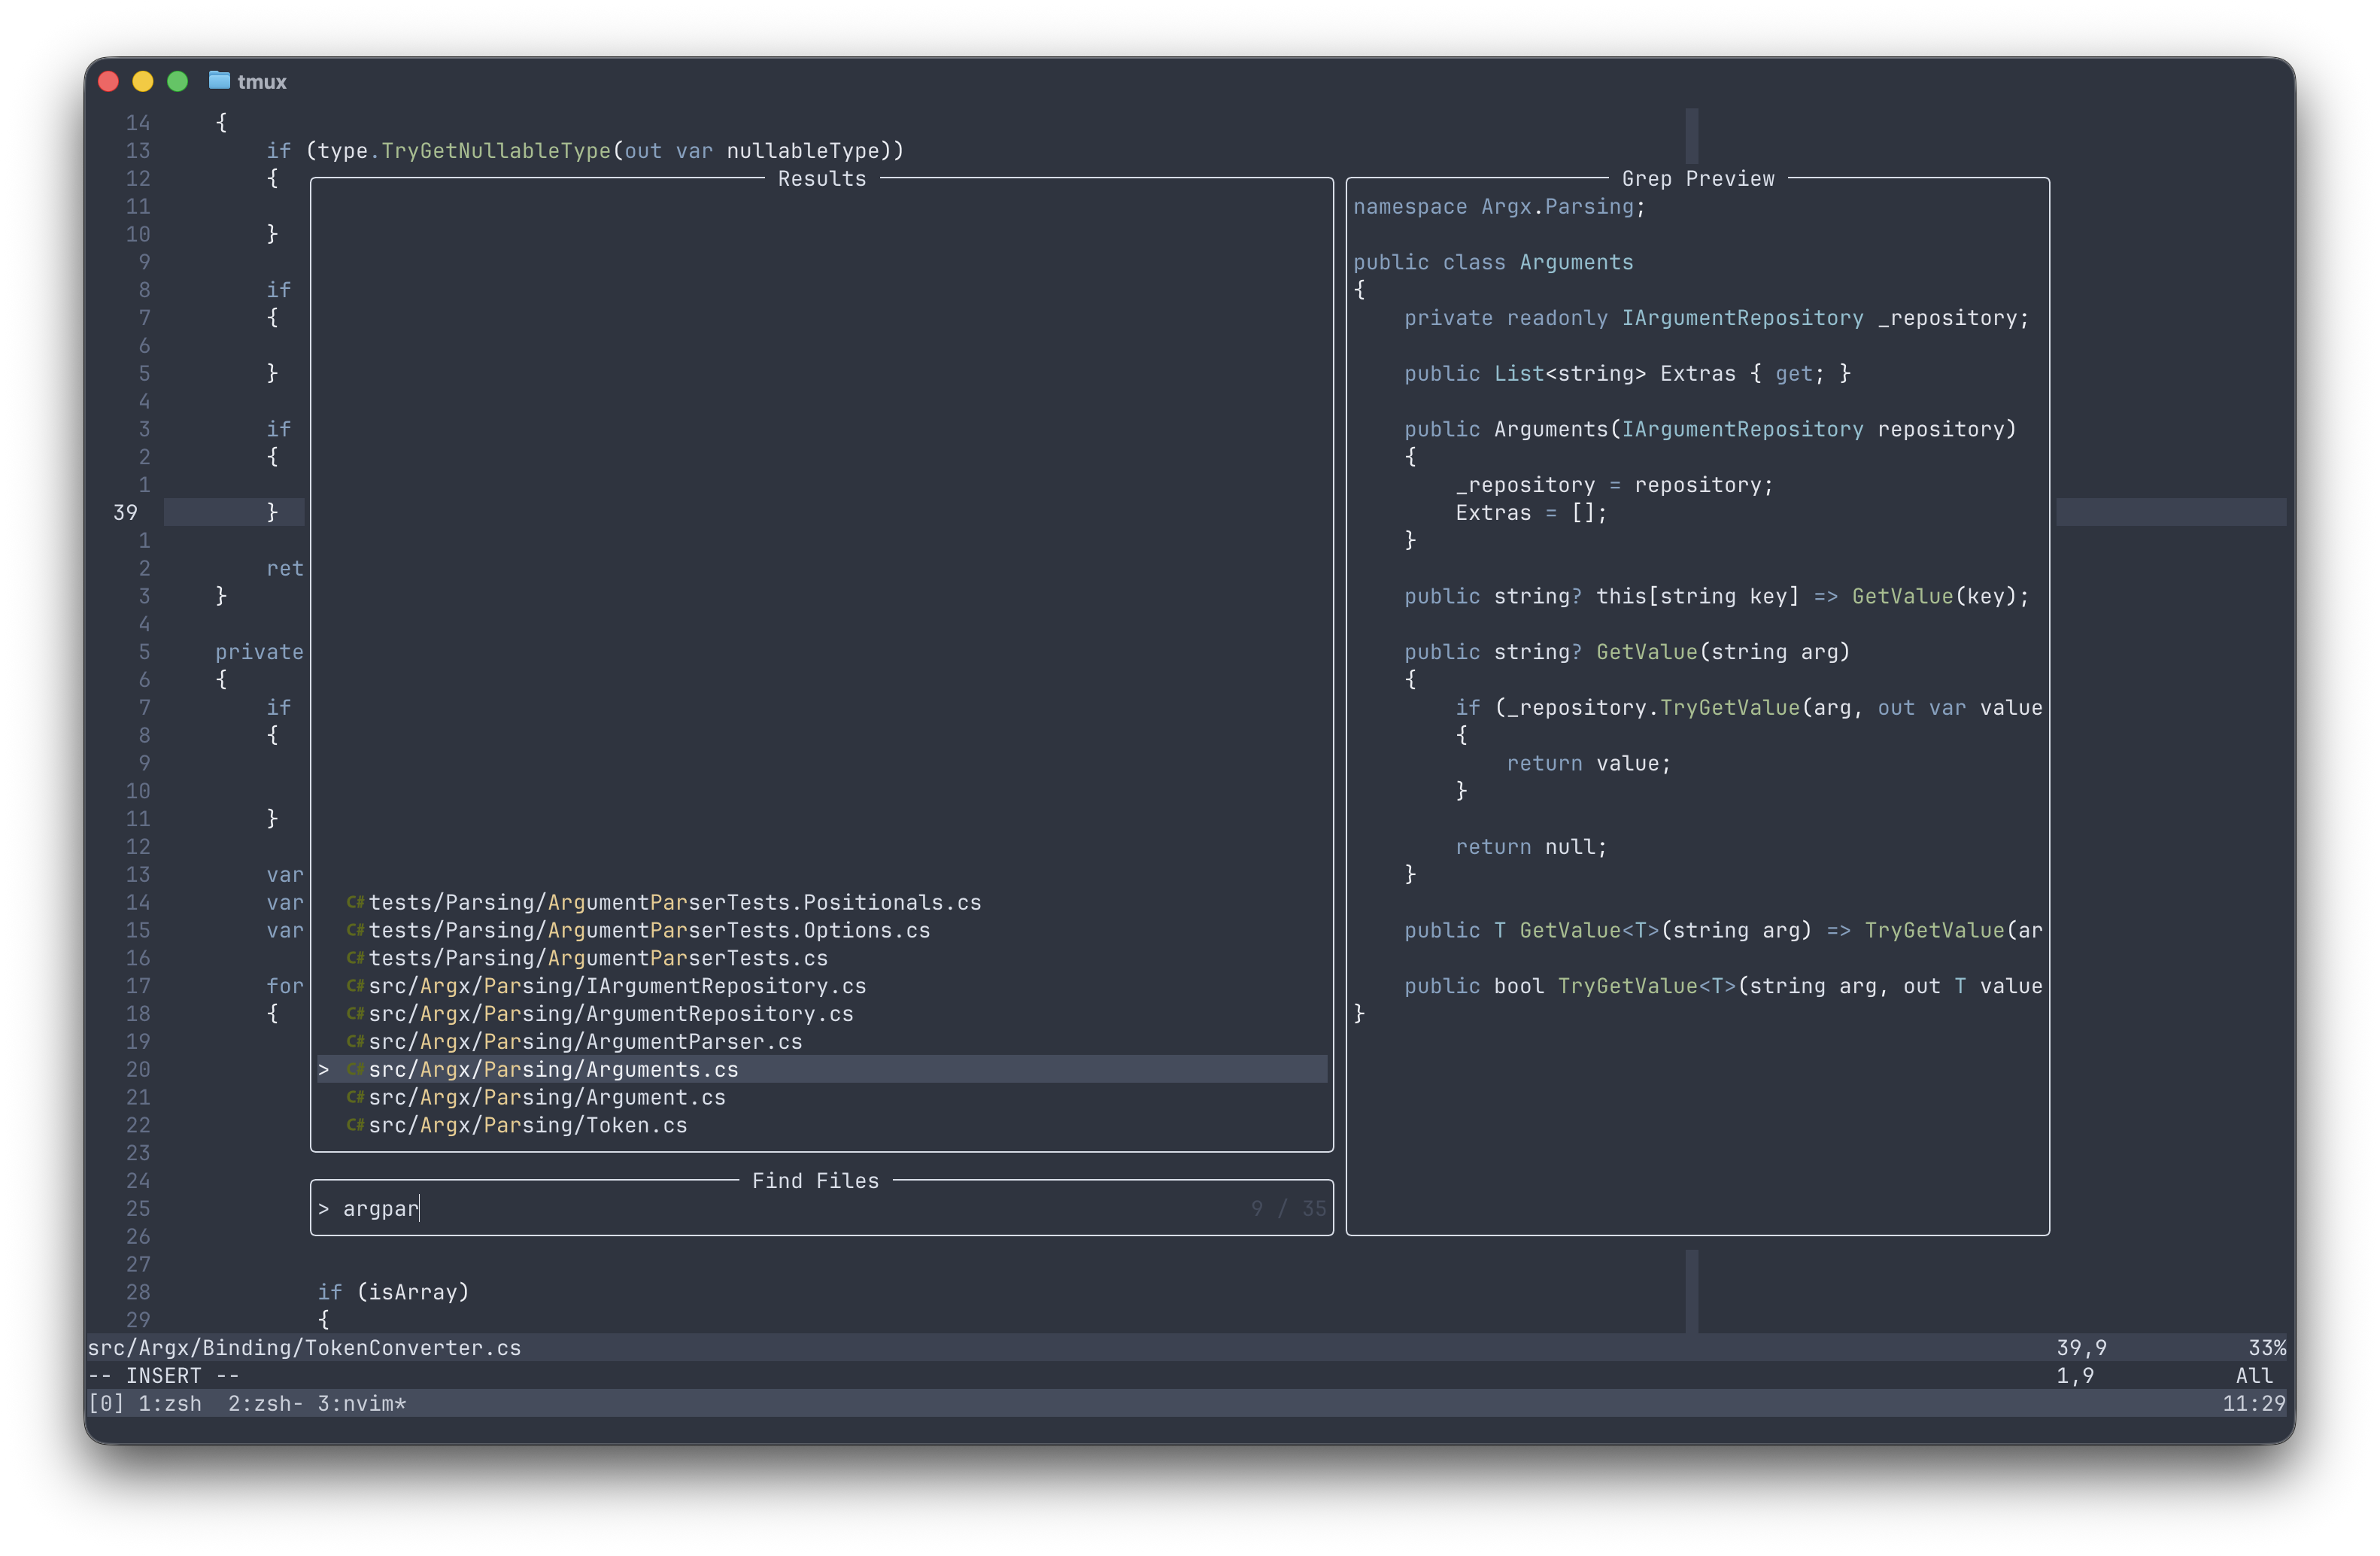 tmux
14 {
13 if (type.TryGetNullableType(out var nullableType))
12 {
11
10 }
9
8 if
7 {
6
5 }
4
3 if
2 {
1
39 }
1
2 ret
3 }
4
5 private
6 {
7 if
8 {
9
10
11 }
12
13 var
14 var
15 var
16
17 for
18 {
19
20
21
22
23
24
25
26
27
28 if (isArray)
29 {
Results
C# tests/Parsing/ArgumentParserTests.Positionals.cs
C# tests/Parsing/ArgumentParserTests.Options.cs
C# tests/Parsing/ArgumentParserTests.cs
C# src/Argx/Parsing/IArgumentRepository.cs
C# src/Argx/Parsing/ArgumentRepository.cs
C# src/Argx/Parsing/ArgumentParser.cs
> C# src/Argx/Parsing/Arguments.cs
C# src/Argx/Parsing/Argument.cs
C# src/Argx/Parsing/Token.cs
Find Files
> argpar 9 / 35
Grep Preview
namespace Argx.Parsing;
public class Arguments
{
private readonly IArgumentRepository _repository;
public List<string> Extras { get; }
public Arguments(IArgumentRepository repository)
{
_repository = repository;
Extras = [];
}
public string? this[string key] => GetValue(key);
public string? GetValue(string arg)
{
if (_repository.TryGetValue(arg, out var value
{
return value;
}
return null;
}
public T GetValue<T>(string arg) => TryGetValue(ar
public bool TryGetValue<T>(string arg, out T value
}
src/Argx/Binding/TokenConverter.cs 39,9 33%
-- INSERT -- 1,9 All
[0] 1:zsh 2:zsh- 3:nvim* 11:29